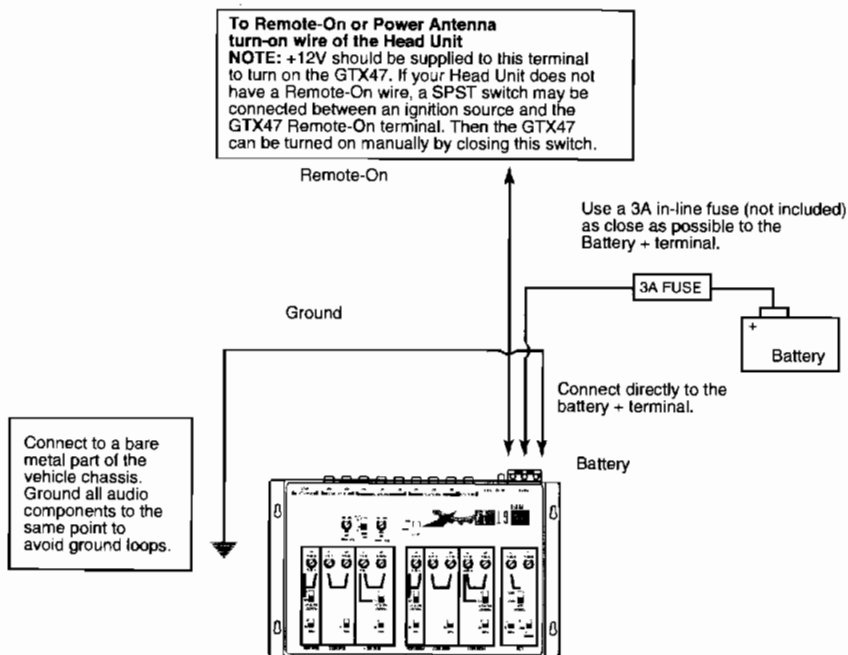 To Remote-On or Power Antenna
turn-on wire of the Head Unit
NOTE: +12V should be supplied to this terminal
to turn on the GTX47. If your Head Unit does not
have a Remote-On wire, a SPST switch may be
connected between an ignition source and the
GTX47 Remote-On terminal. Then the GTX47
can be turned on manually by closing this switch.
Remote-On
Use a 3A in-line fuse (not included)
as close as possible to the
Battery + terminal.
3A FUSE
+
Battery
Ground
Connect directly to the
battery + terminal.
Battery
Connect to a bare
metal part of the
vehicle chassis.
Ground all audio
components to the
same point to
avoid ground loops.